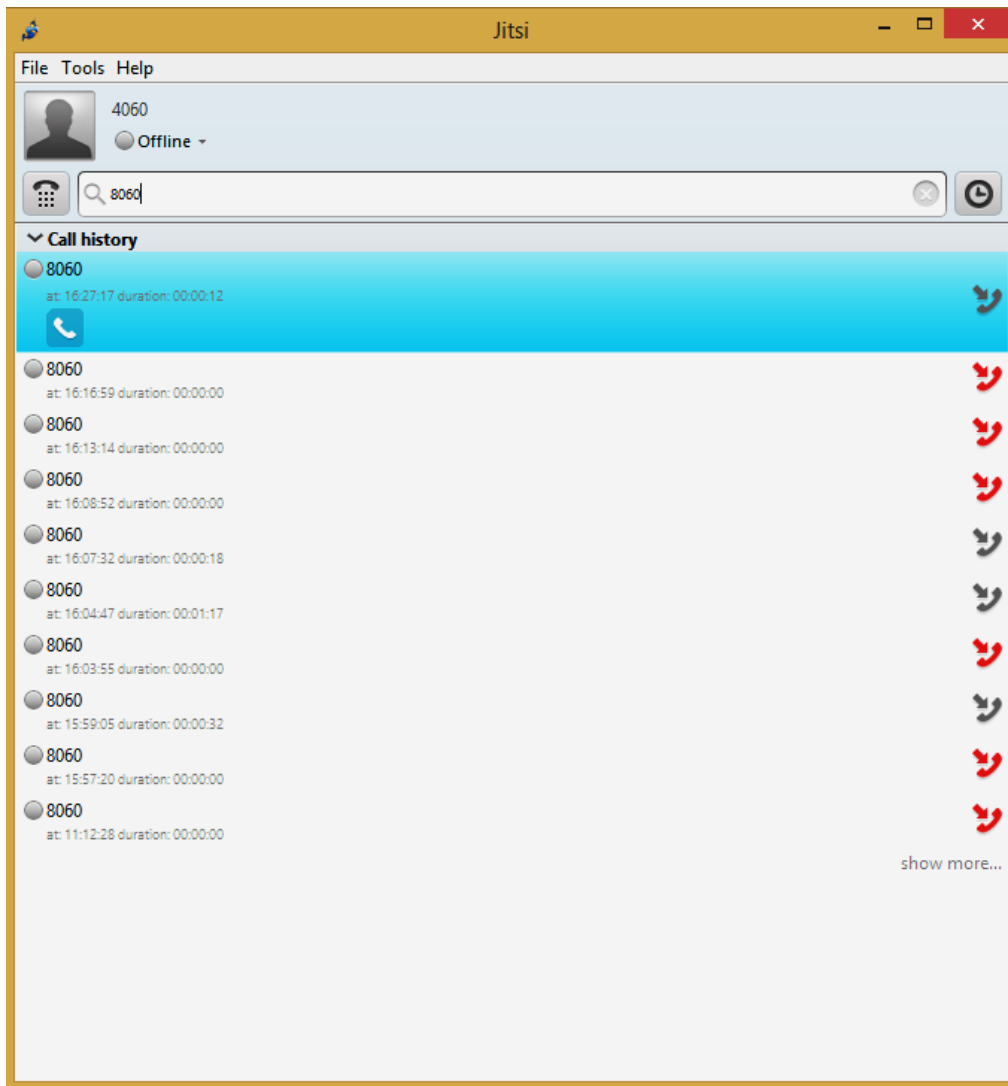 Jitsi
File Tools Help
4060
Offline
8060
Call history
8060
at: 16:27:17 duration: 00:00:12
8060
at: 16:16:59 duration: 00:00:00
8060
at: 16:13:14 duration: 00:00:00
8060
at: 16:08:52 duration: 00:00:00
8060
at: 16:07:32 duration: 00:00:18
8060
at: 16:04:47 duration: 00:01:17
8060
at: 16:03:55 duration: 00:00:00
8060
at: 15:59:05 duration: 00:00:32
8060
at: 15:57:20 duration: 00:00:00
8060
at: 11:12:28 duration: 00:00:00
show more...